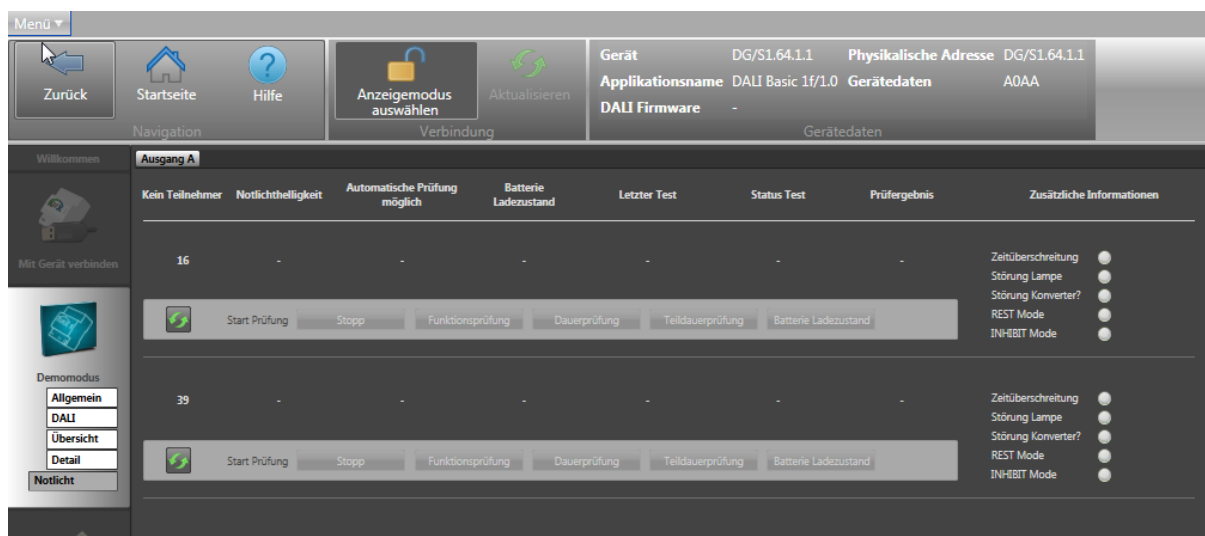 Menü
Zurück
Startseite
Hilfe
Navigation
Anzeigemodus
auswählen
Aktualisieren
Verbindung
Gerät DG/S1.64.1.1 Physikalische Adresse DG/S1.64.1.1
Applikationsname DALI Basic 1f/1.0 Gerätedaten A0AA
DALI Firmware -
Gerätedaten
Willkommen
Mit Gerät verbinden
Demomodus
Allgemein
DALI
Übersicht
Detail
Notlicht
Ausgang A
Kein Teilnehmer Notlichthelligkeit Automatische Prüfung möglich Batterie Ladezustand Letzter Test Status Test Prüfergebnis Zusätzliche Informationen
16 - - - - - -
Zeitüberschreitung
Störung Lampe
Störung Konverter?
REST Mode
INHIBIT Mode
Start Prüfung Stopp Funktionsprüfung Dauerprüfung Teildauerprüfung Batterie Ladezustand
39 - - - - - -
Zeitüberschreitung
Störung Lampe
Störung Konverter?
REST Mode
INHIBIT Mode
Start Prüfung Stopp Funktionsprüfung Dauerprüfung Teildauerprüfung Batterie Ladezustand